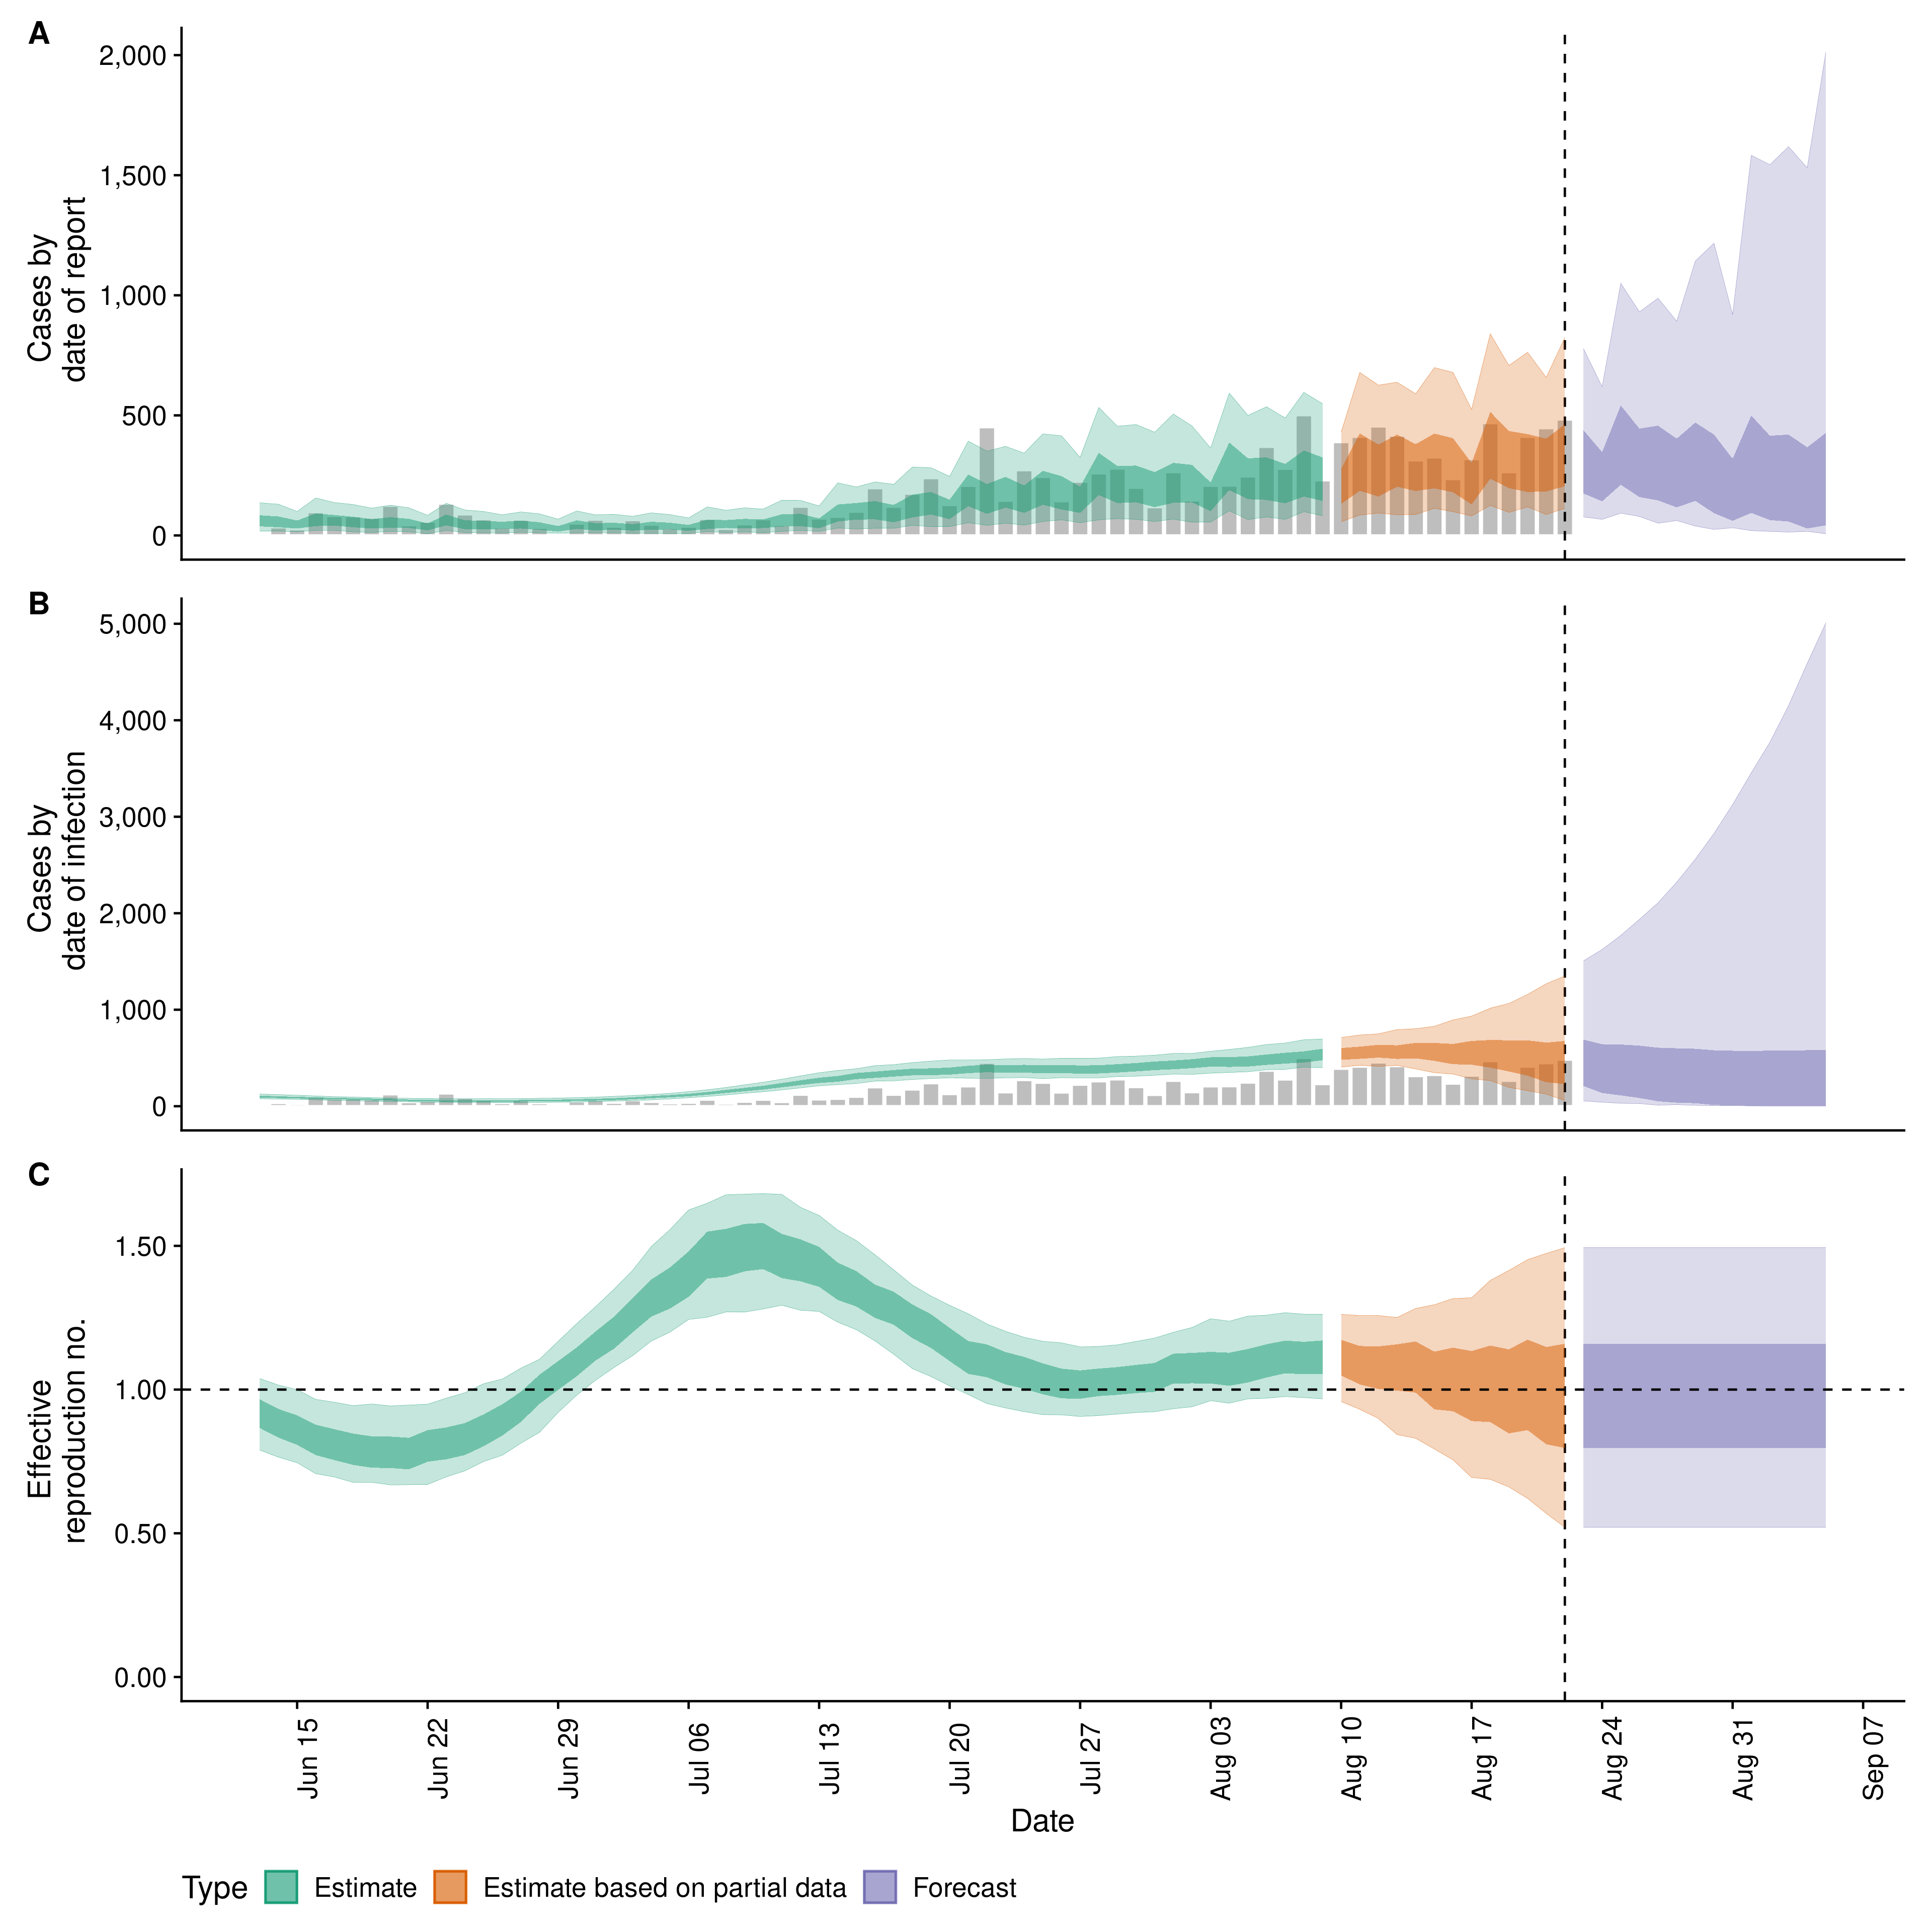 A
2,000
1,500
1,000
500
0
Cases by
date of report
B
5,000
4,000
3,000
2,000
1,000
0
Cases by
date of infection
C
1.50
1.00
0.50
0.00
Effective
reproduction no.
Jun 15
Jun 22
Jun 29
Jul 06
Jul 13
Jul 20
Jul 27
Aug 03
Aug 10
Aug 17
Aug 24
Aug 31
Sep 07
Date
Type Estimate Estimate based on partial data Forecast